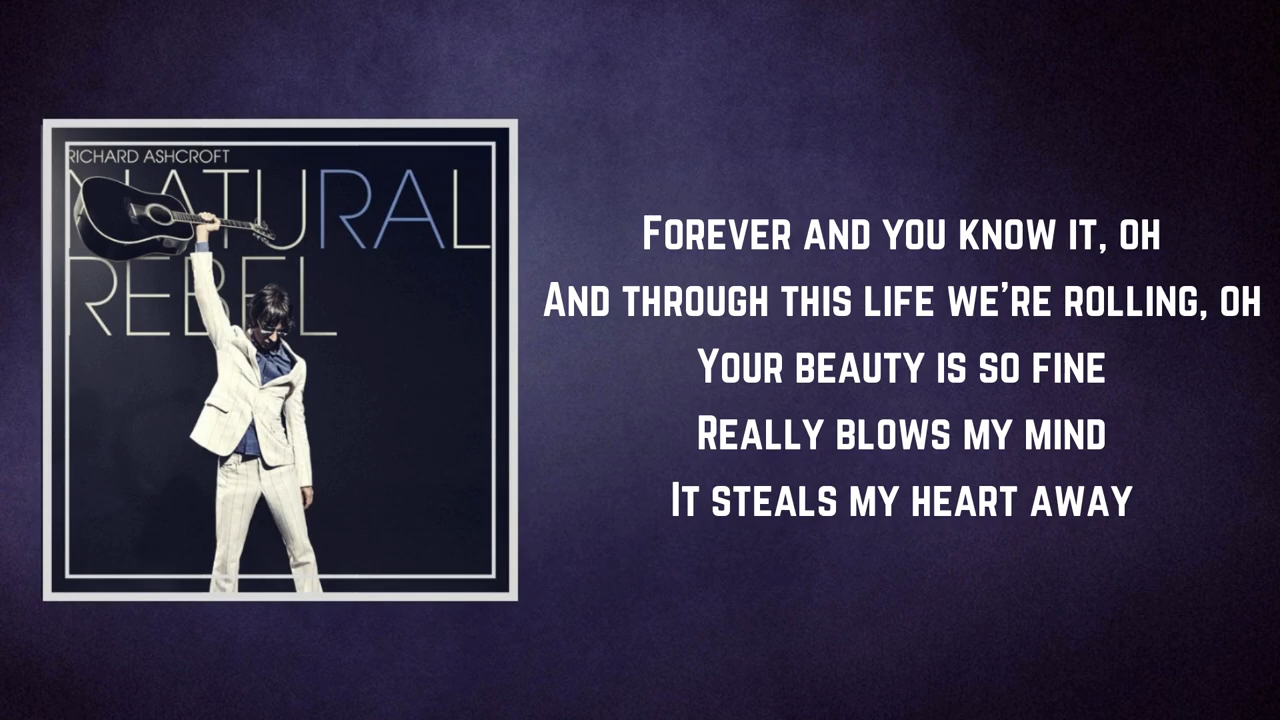 RICHARD ASHCROFT
NATURAL
REBEL
Forever and you know it, oh
And through this life we're rolling, oh
Your beauty is so fine
Really blows my mind
It steals my heart away